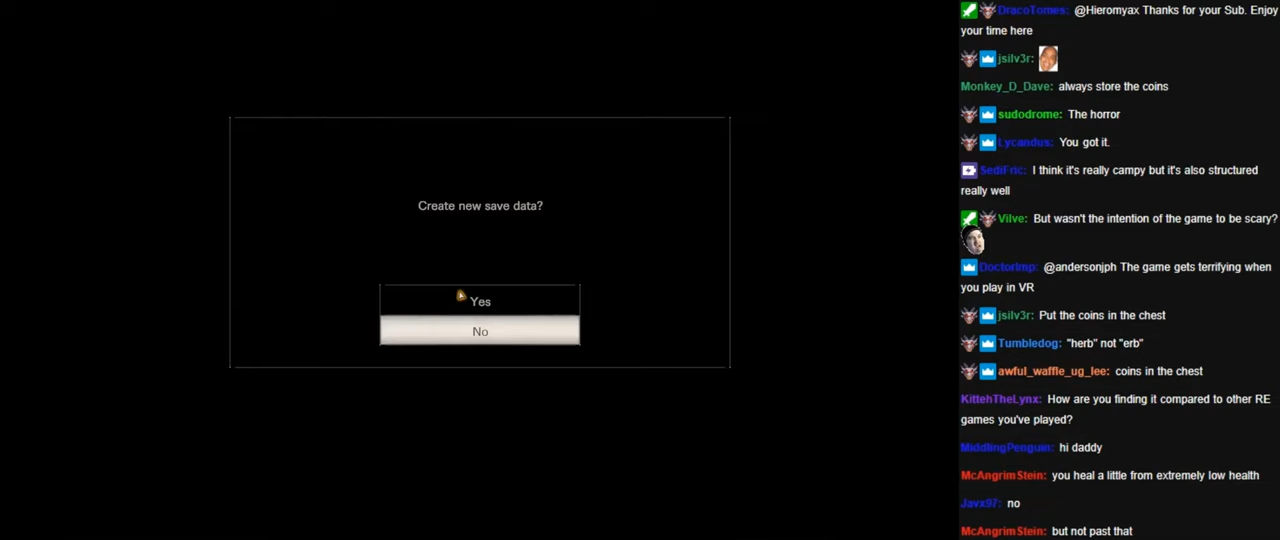 Create new save data?
Yes
No
DracoTomes: @Hieromyax Thanks for your Sub. Enjoy
your time here
jsilv3r:
Monkey_D_Dave: always store the coins
sudodrome: The horror
Lycandus: You got it.
SediFric: I think it's really campy but it's also structured
really well
Vilve: But wasn't the intention of the game to be scary?
DoctorImp: @andersonjph The game gets terrifying when
you play in VR
jsilv3r: Put the coins in the chest
Tumbledog: "herb" not "erb"
awful_waffle_ug_lee: coins in the chest
KittehTheLynx: How are you finding it compared to other RE
games you've played?
MiddlingPenguin: hi daddy
McAngrimStein: you heal a little from extremely low health
Javx97: no
McAngrimStein: but not past that